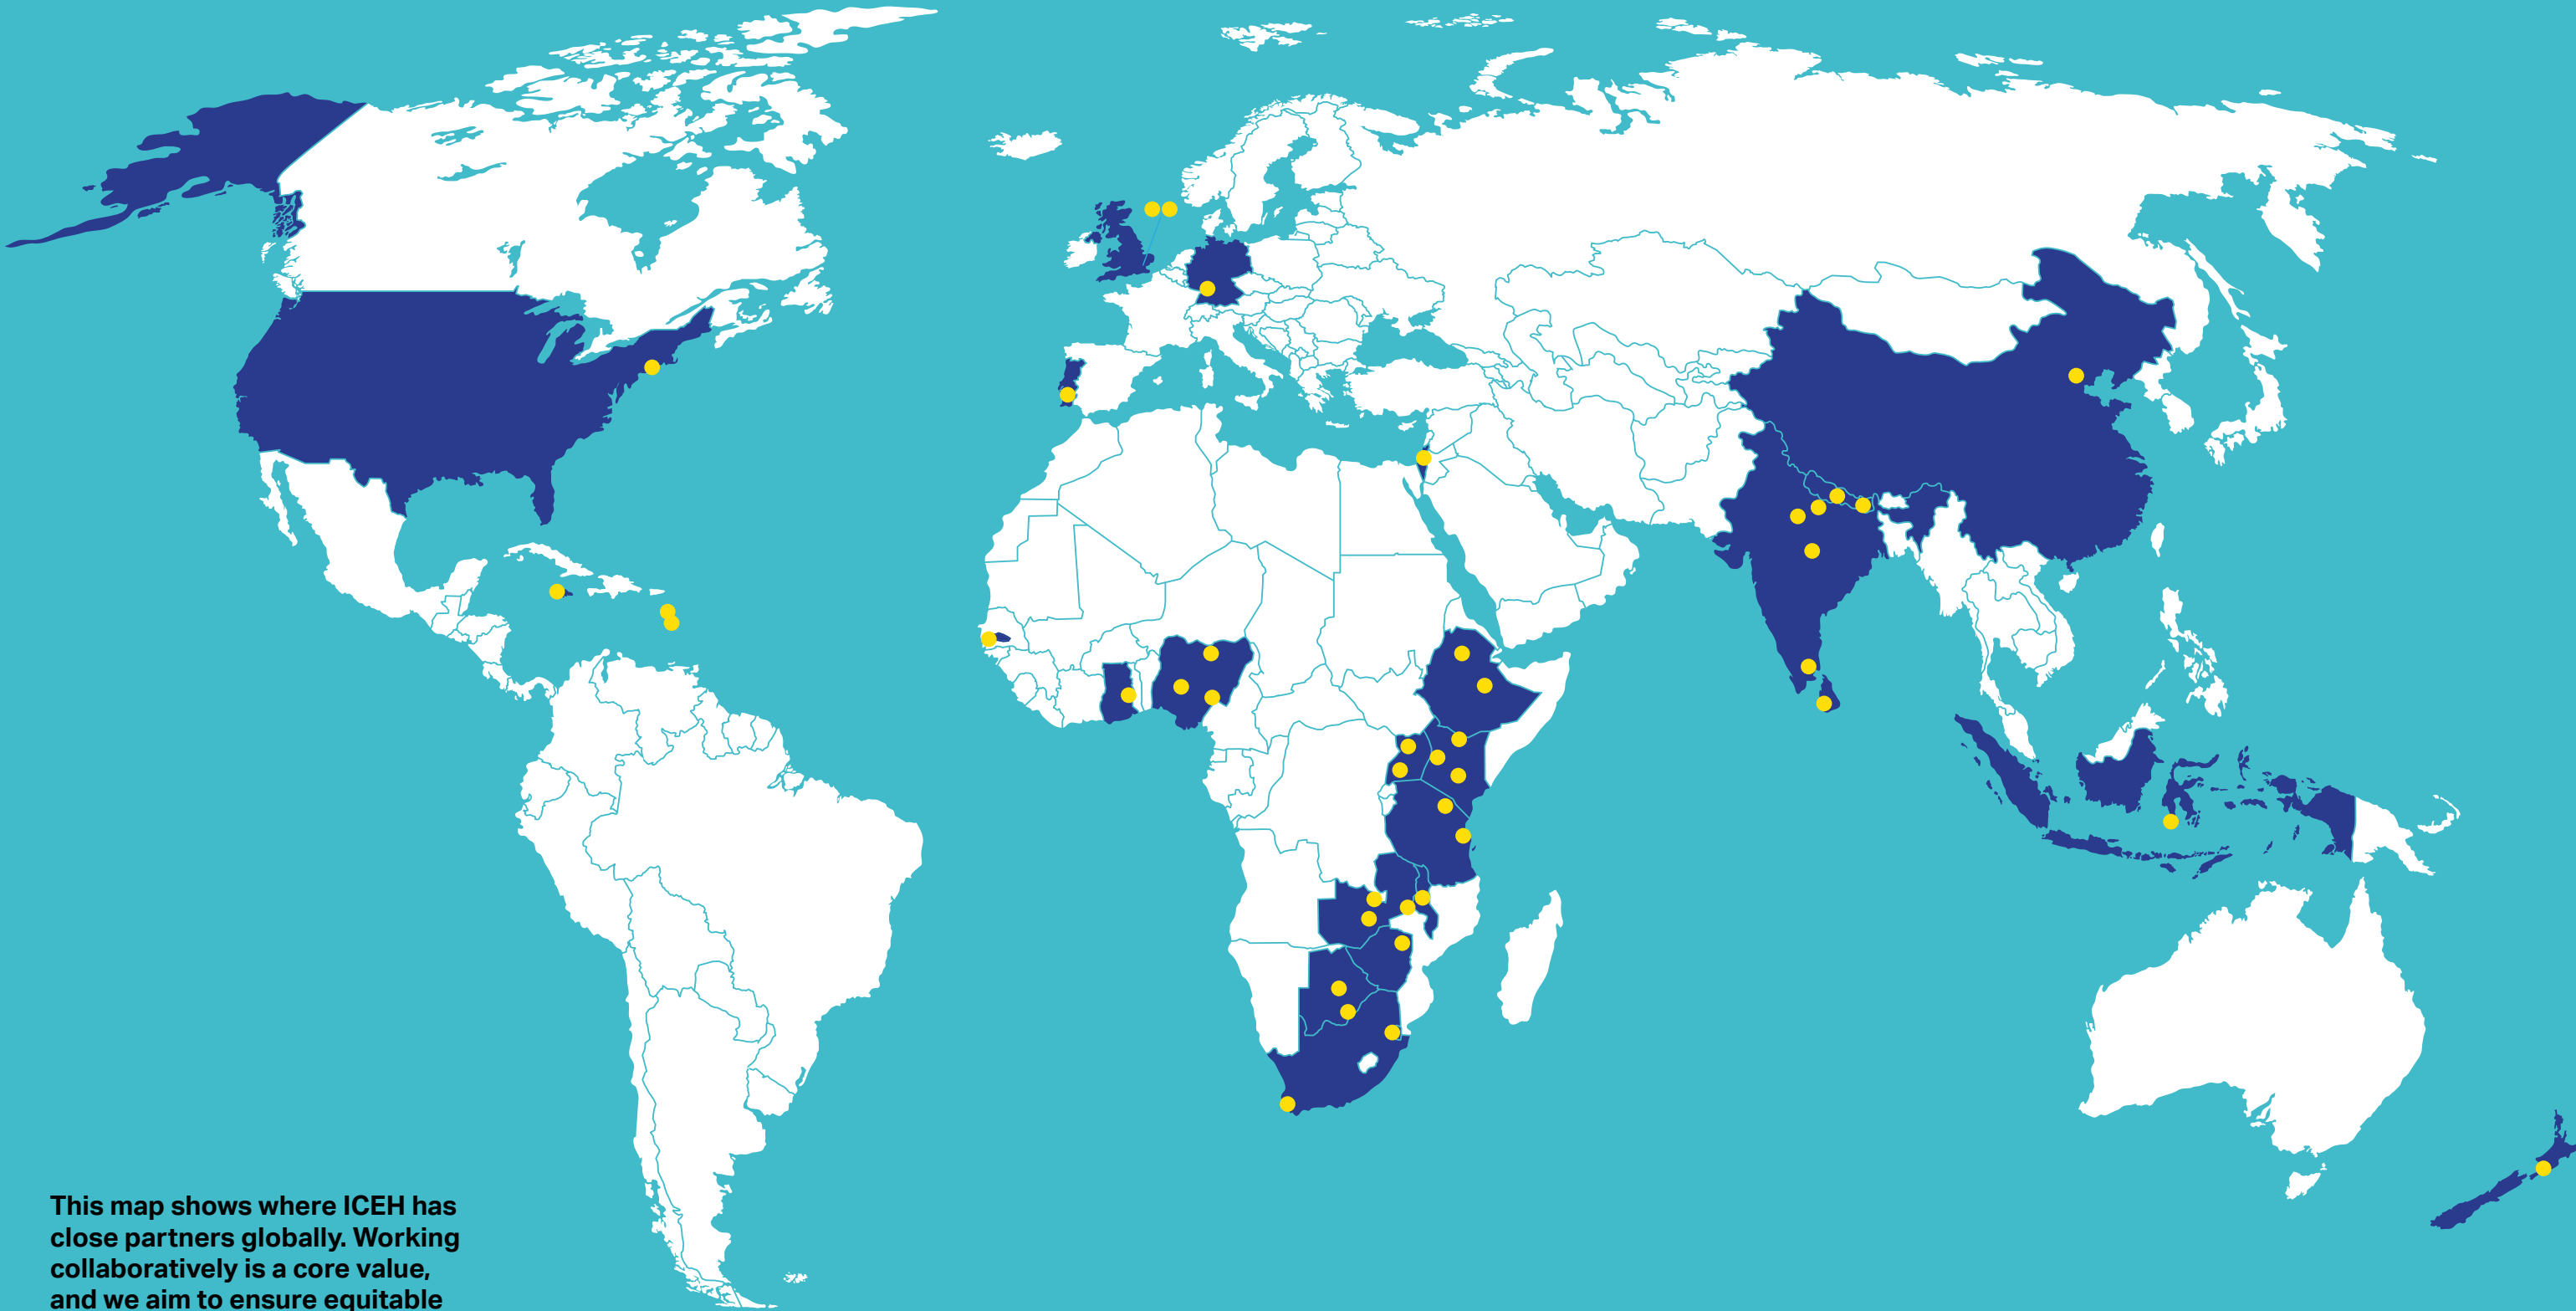 This map shows where ICEH has
close partners globally. Working
collaboratively is a core value,
and we aim to ensure equitable